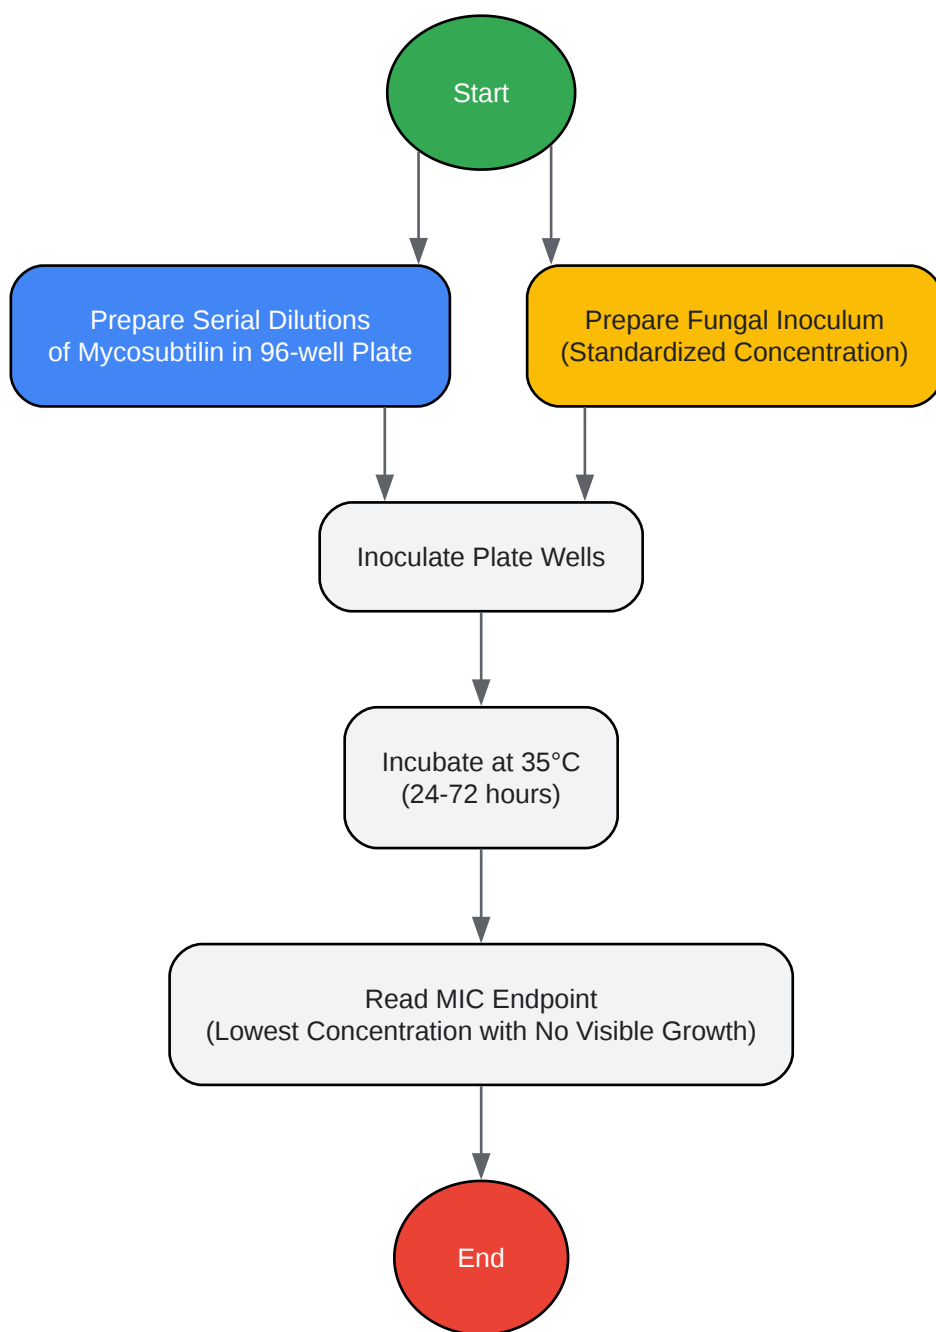 Start
Prepare Serial Dilutions
of Mycosubtilin in 96-well Plate
Prepare Fungal Inoculum
(Standardized Concentration)
Inoculate Plate Wells
Incubate at 35°C
(24-72 hours)
Read MIC Endpoint
(Lowest Concentration with No Visible Growth)
End